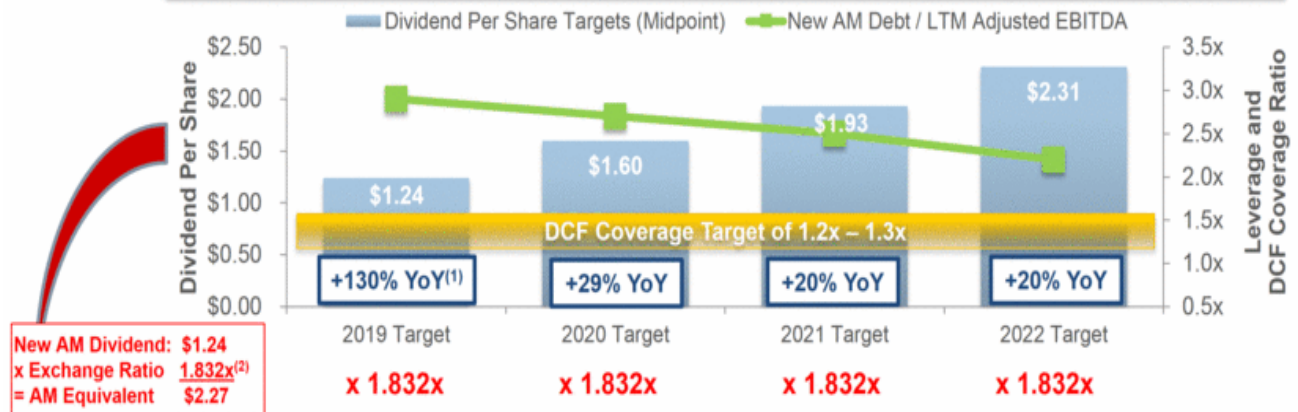 Dividend Per Share Targets (Midpoint) New AM Debt / LTM Adjusted EBITDA
Dividend Per Share
$2.50
$2.00
$1.50
$1.00
$0.50
$0.00
3.5x
3.0x
2.5x
2.0x
1.5x
1.0x
0.5x
Leverage and
DCF Coverage Ratio
$1.24
$1.60
$1.93
$2.31
DCF Coverage Target of 1.2x – 1.3x
+130% YoY(1) +29% YoY +20% YoY +20% YoY
2019 Target 2020 Target 2021 Target 2022 Target
x 1.832x x 1.832x x 1.832x x 1.832x
New AM Dividend: $1.24
x Exchange Ratio 1.832x(2)
= AM Equivalent $2.27